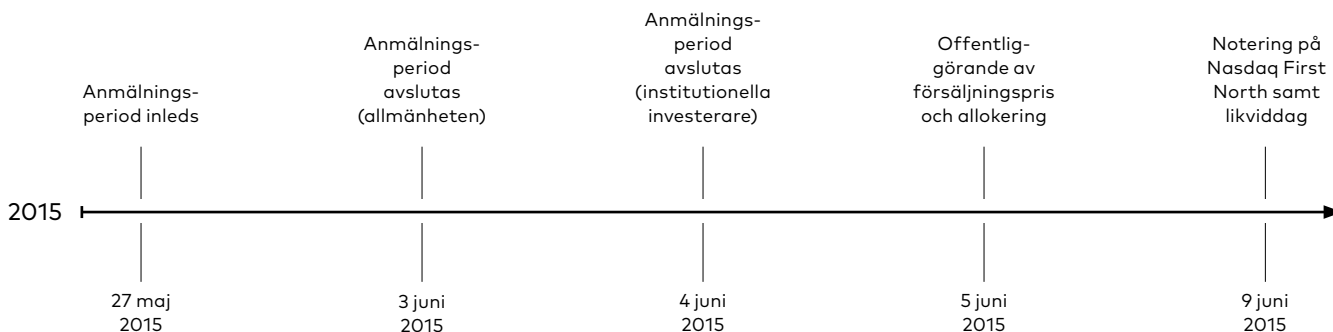 Anmälnings-
period inleds
Anmälnings-
period
avslutas
(allmänheten)
Anmälnings-
period
avslutas
(institutionella
investerare)
Offentlig-
görande av
försäljningspris
och allokering
Notering på
Nasdaq First
North samt
likviddag
2015
27 maj
2015
3 juni
2015
4 juni
2015
5 juni
2015
9 juni
2015